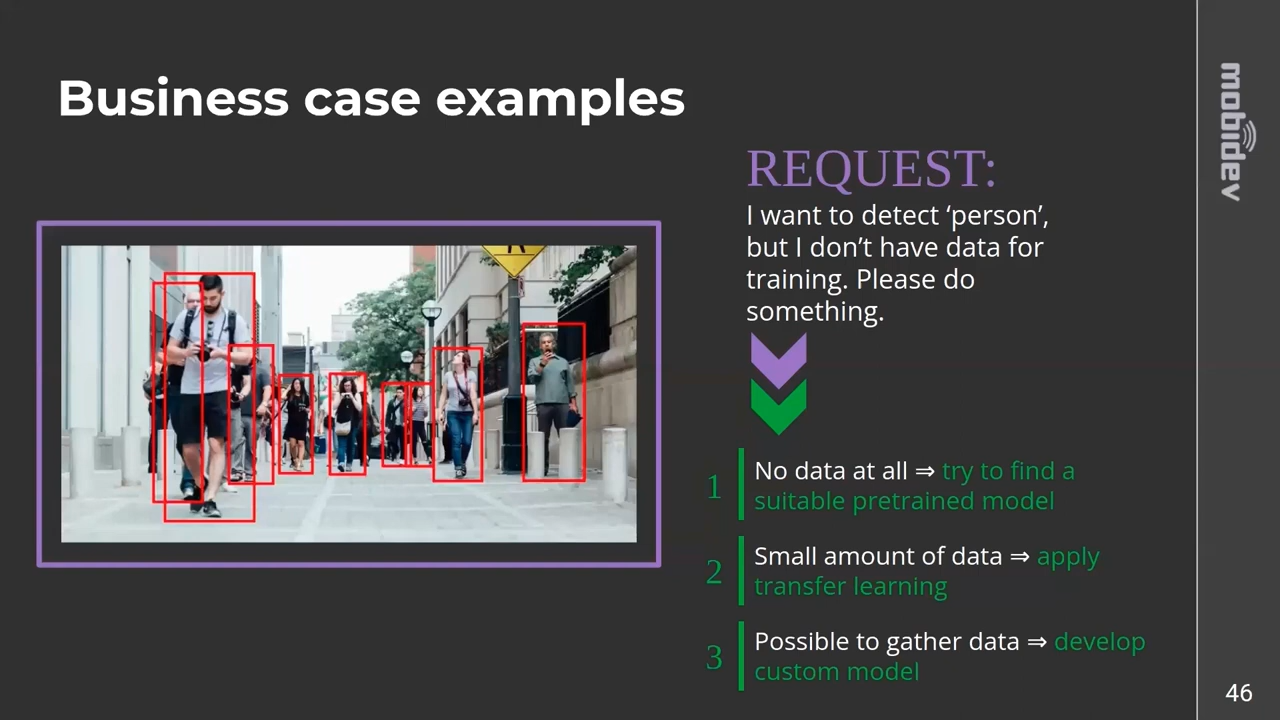 Business case examples
REQUEST:
I want to detect ‘person’,
but I don’t have data for
training. Please do
something.
1
No data at all ⇒ try to find a
suitable pretrained model
2
Small amount of data ⇒ apply
transfer learning
3
Possible to gather data ⇒ develop
custom model
mobidev
46